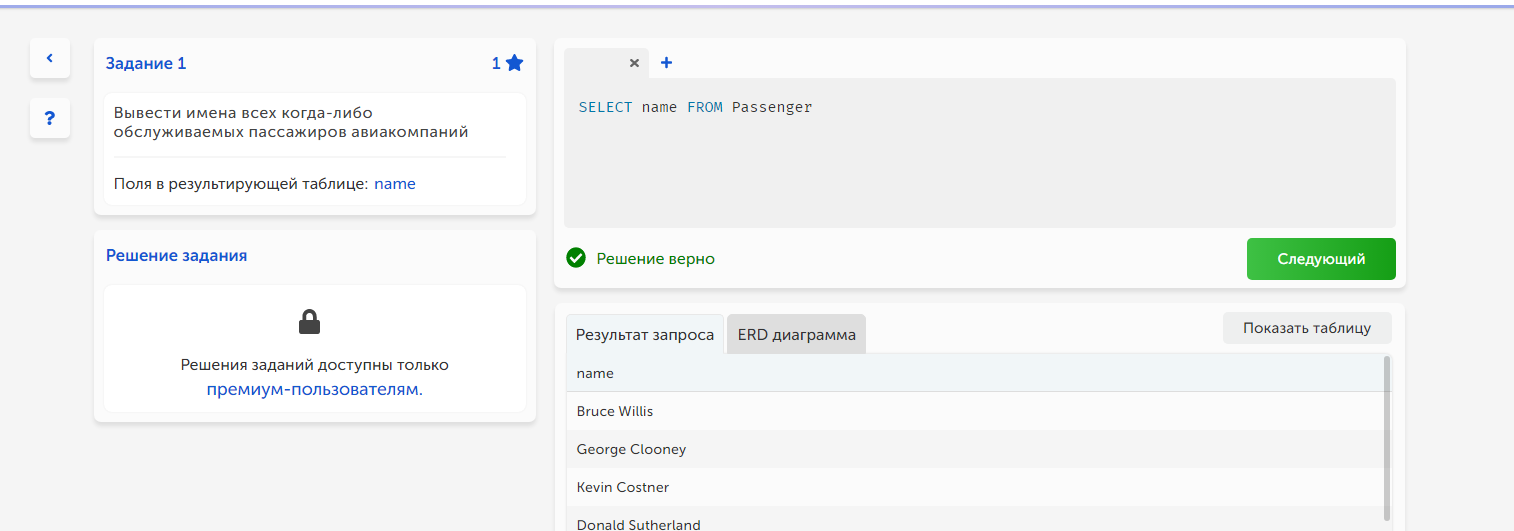 Задание 1
1
?
Вывести имена всех когда-либо
обслуживаемых пассажиров авиакомпаний
Поля в результирующей таблице: name
Решение задания
Решения заданий доступны только
премиум-пользователям.
SELECT name FROM Passenger
Решение верно
Следующий
Результат запроса
ERD диаграмма
Показать таблицу
name
Bruce Willis
George Clooney
Kevin Costner
Donald Sutherland